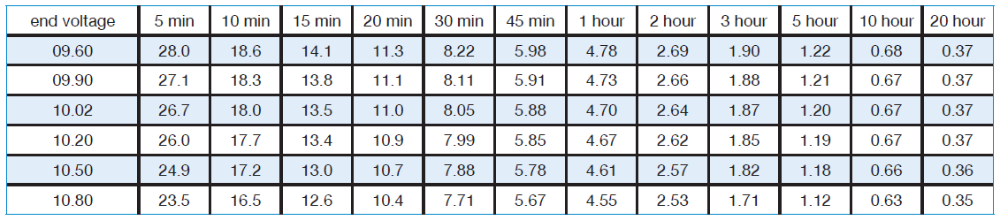 end voltage 5 min 10 min 15 min 20 min 30 min 45 min 1 hour 2 hour 3 hour 5 hour 10 hour 20 hour
09.60 28.0 18.6 14.1 11.3 8.22 5.98 4.78 2.69 1.90 1.22 0.68 0.37
09.90 27.1 18.3 13.8 11.1 8.11 5.91 4.73 2.66 1.88 1.21 0.67 0.37
10.02 26.7 18.0 13.5 11.0 8.05 5.88 4.70 2.64 1.87 1.20 0.67 0.37
10.20 26.0 17.7 13.4 10.9 7.99 5.85 4.67 2.62 1.85 1.19 0.67 0.37
10.50 24.9 17.2 13.0 10.7 7.88 5.78 4.61 2.57 1.82 1.18 0.66 0.36
10.80 23.5 16.5 12.6 10.4 7.71 5.67 4.55 2.53 1.71 1.12 0.63 0.35